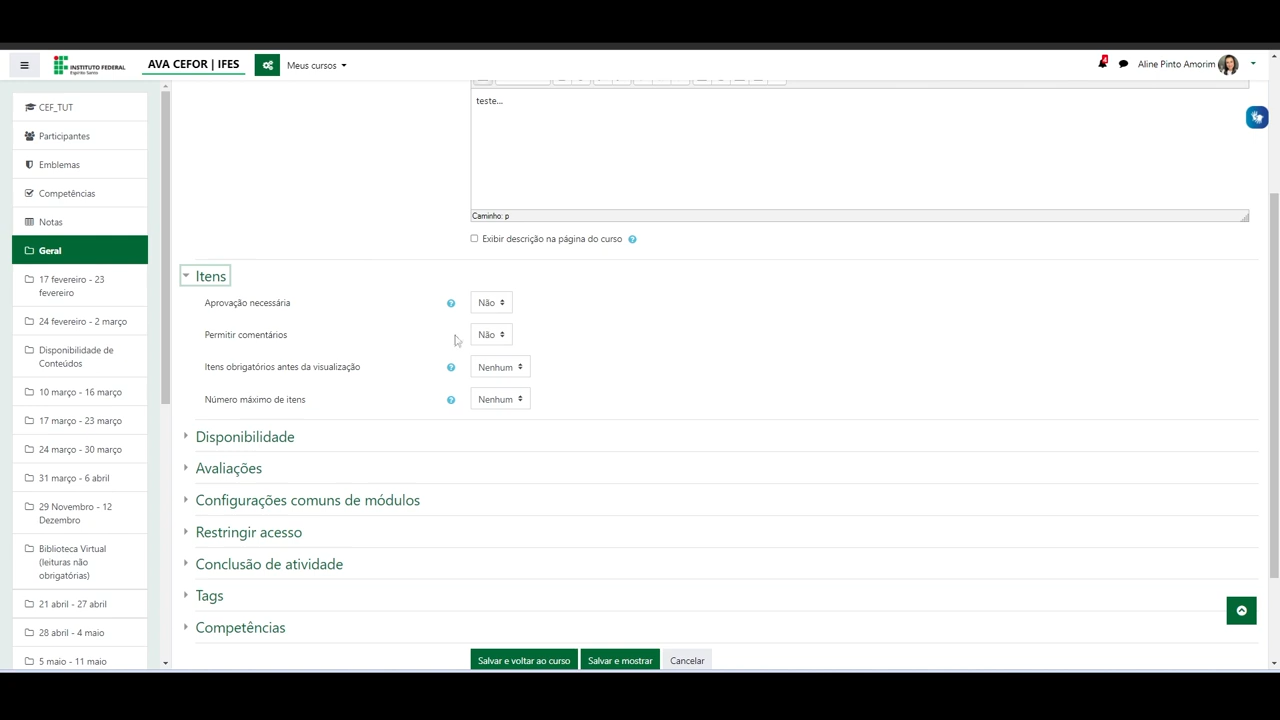 INSTITUTO FEDERAL
Espírito Santo
AVA CEFOR | IFES
Meus cursos
Aline Pinto Amorim
CEF_TUT
Participantes
Emblemas
Competências
Notas
Geral
17 fevereiro - 23
fevereiro
24 fevereiro - 2 março
Disponibilidade de
Conteúdos
10 março - 16 março
17 março - 23 março
24 março - 30 março
31 março - 6 abril
29 Novembro - 12
Dezembro
Biblioteca Virtual
(leituras não
obrigatórias)
21 abril - 27 abril
28 abril - 4 maio
5 maio - 11 maio
teste...
Caminho: p
Exibir descrição na página do curso
Itens
Aprovação necessária Não
Permitir comentários Não
Itens obrigatórios antes da visualização Nenhum
Número máximo de itens Nenhum
Disponibilidade
Avaliações
Configurações comuns de módulos
Restringir acesso
Conclusão de atividade
Tags
Competências
Salvar e voltar ao curso Salvar e mostrar Cancelar